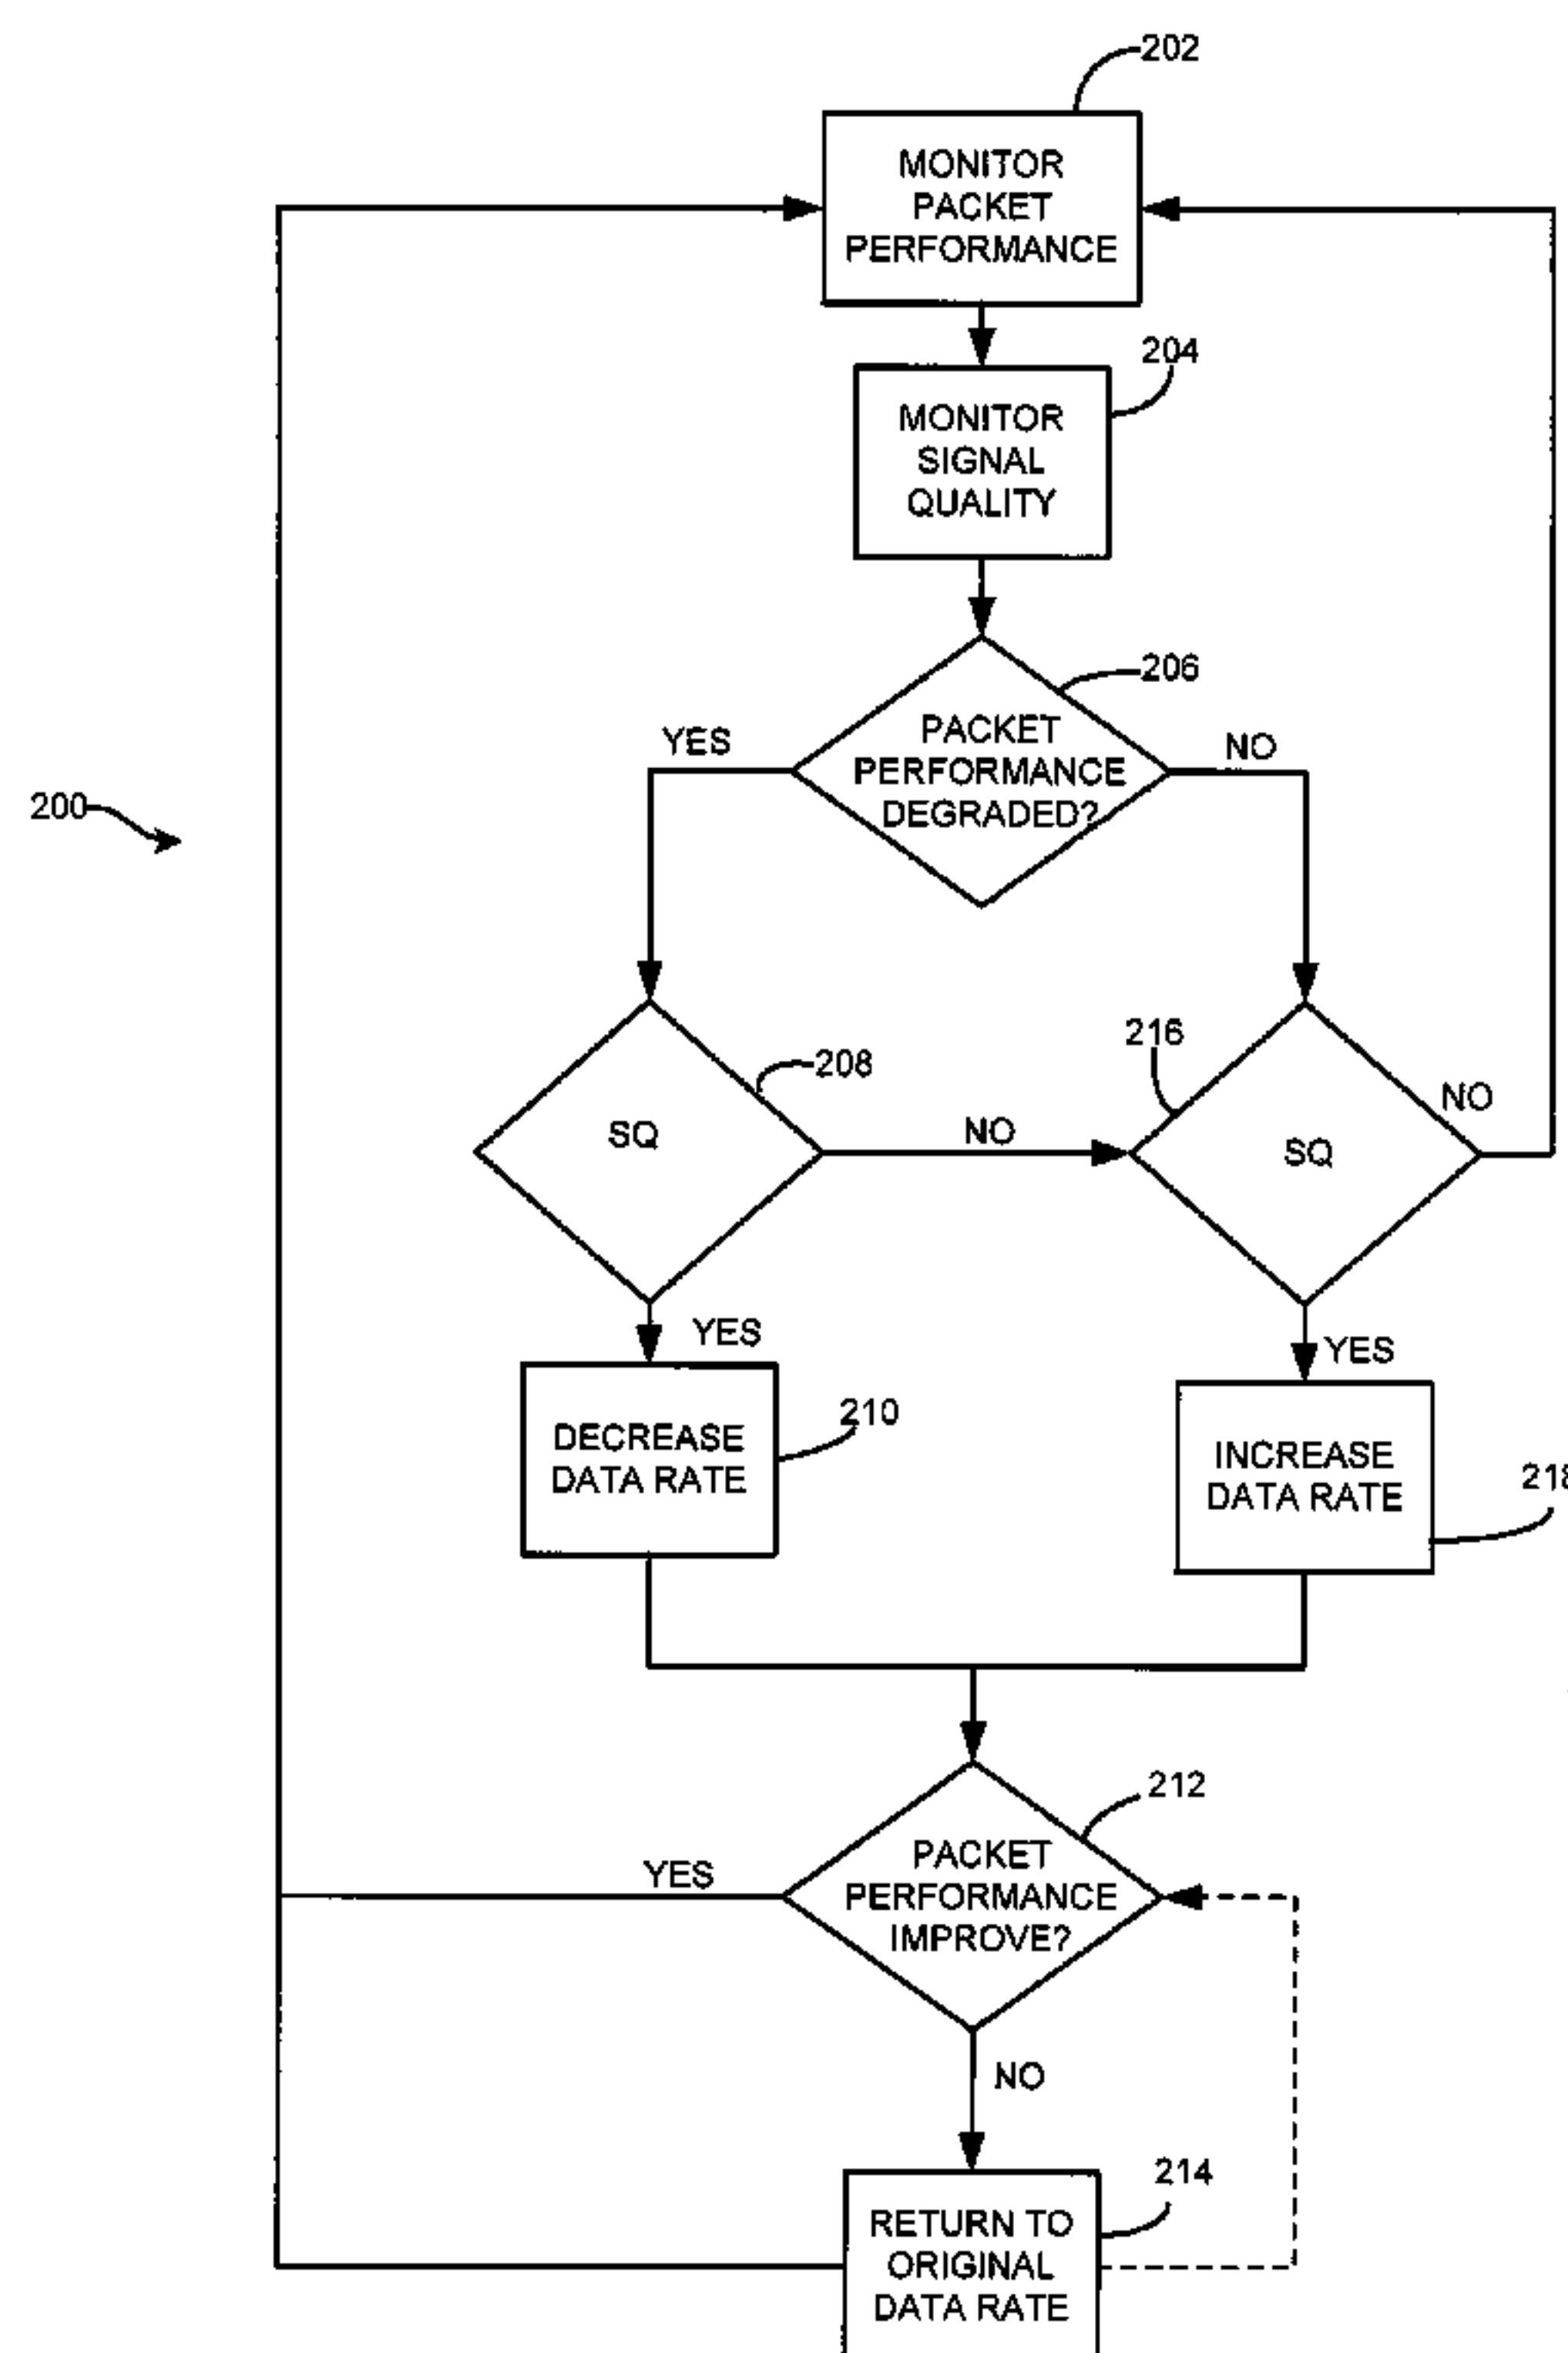 202
MONITOR
PACKET
PERFORMANCE
204
MONITOR
SIGNAL
QUALITY
206
PACKET
PERFORMANCE
DEGRADED?
YES
NO
200
208
SQ
NO
216
SQ
NO
YES
YES
DECREASE
DATA RATE
210
INCREASE
DATA RATE
218
212
PACKET
PERFORMANCE
IMPROVE?
YES
NO
214
RETURN TO
ORIGINAL
DATA RATE